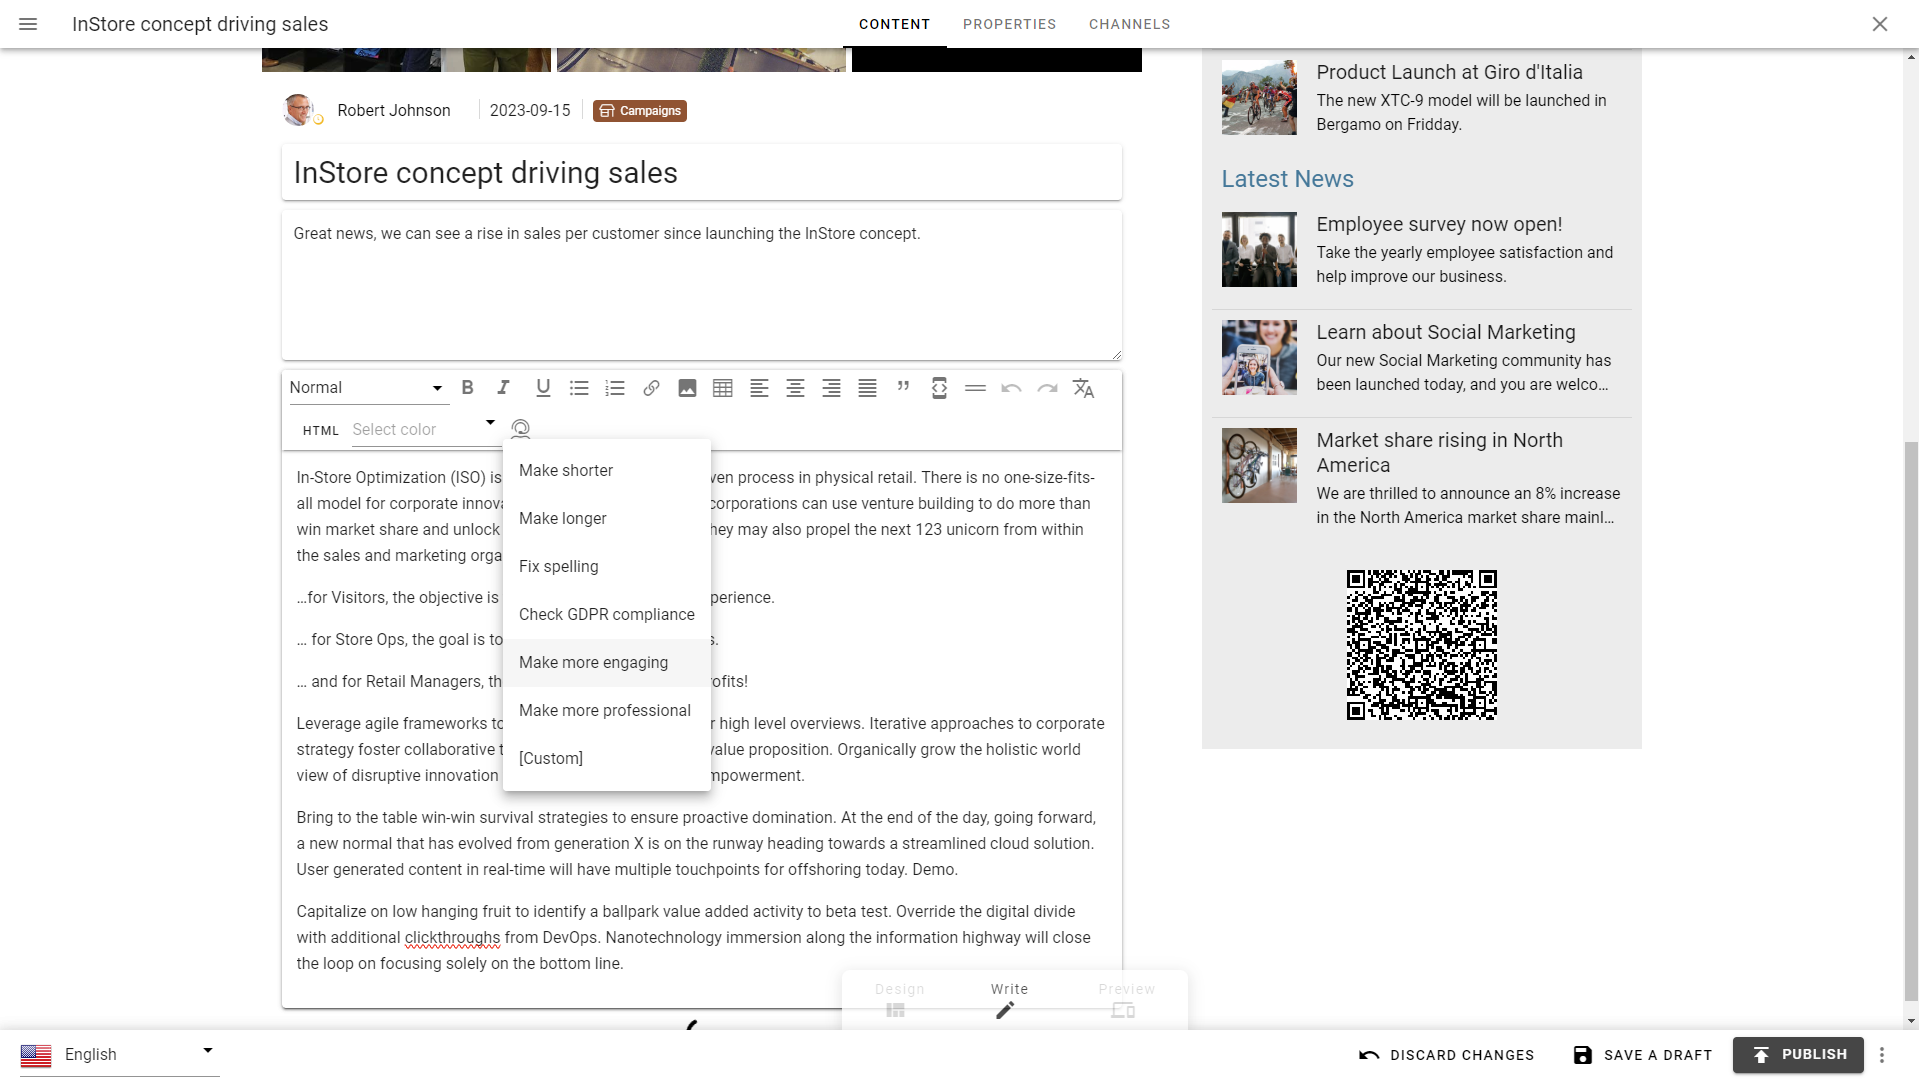 InStore concept driving sales
CONTENT
PROPERTIES
CHANNELS
Robert Johnson
2023-09-15
Campaigns
InStore concept driving sales
Great news, we can see a rise in sales per customer since launching the InStore concept.
Normal
HTML
Select color
Make shorter
Make longer
Fix spelling
Check GDPR compliance
Make more engaging
Make more professional
[Custom]
In-Store Optimization (ISO) is ven process in physical retail. There is no one-size-fits-
all model for corporate innova corporations can use venture building to do more than
win market share and unlock hey may also propel the next 123 unicorn from within
the sales and marketing orga
...for Visitors, the objective is perience.
... for Store Ops, the goal is to s.
... and for Retail Managers, th ofits!
Leverage agile frameworks to r high level overviews. Iterative approaches to corporate
strategy foster collaborative t value proposition. Organically grow the holistic world
view of disruptive innovation mpowerment.
Bring to the table win-win survival strategies to ensure proactive domination. At the end of the day, going forward,
a new normal that has evolved from generation X is on the runway heading towards a streamlined cloud solution.
User generated content in real-time will have multiple touchpoints for offshoring today. Demo.
Capitalize on low hanging fruit to identify a ballpark value added activity to beta test. Override the digital divide
with additional clickthroughs from DevOps. Nanotechnology immersion along the information highway will close
the loop on focusing solely on the bottom line.
Design
Write
Preview
Product Launch at Giro d'Italia
The new XTC-9 model will be launched in
Bergamo on Fridday.
Latest News
Employee survey now open!
Take the yearly employee satisfaction and
help improve our business.
Learn about Social Marketing
Our new Social Marketing community has
been launched today, and you are welco...
Market share rising in North
America
We are thrilled to announce an 8% increase
in the North America market share mainl...
English
DISCARD CHANGES
SAVE A DRAFT
PUBLISH